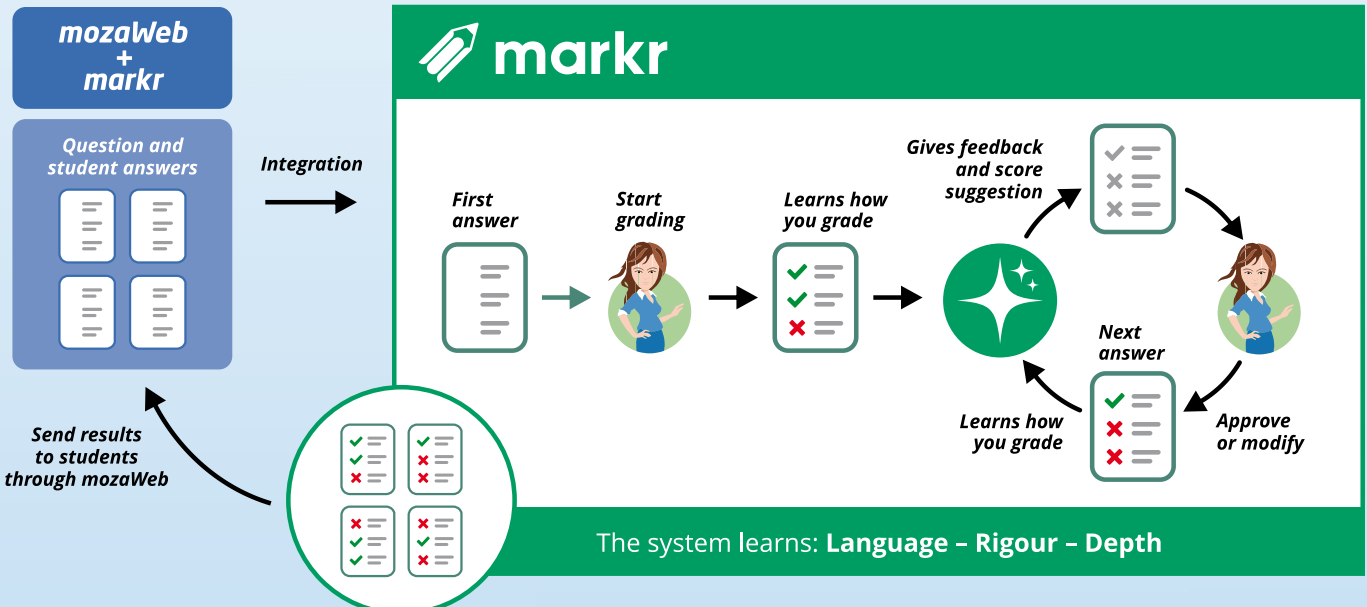 mozaWeb
+
markr
Question and
student answers
Integration
markr
First
answer
Start
grading
Learns how
you grade
Gives feedback
and score
suggestion
Approve
or modify
Next
answer
Learns how
you grade
Send results
to students
through mozaWeb
The system learns: Language – Rigour – Depth